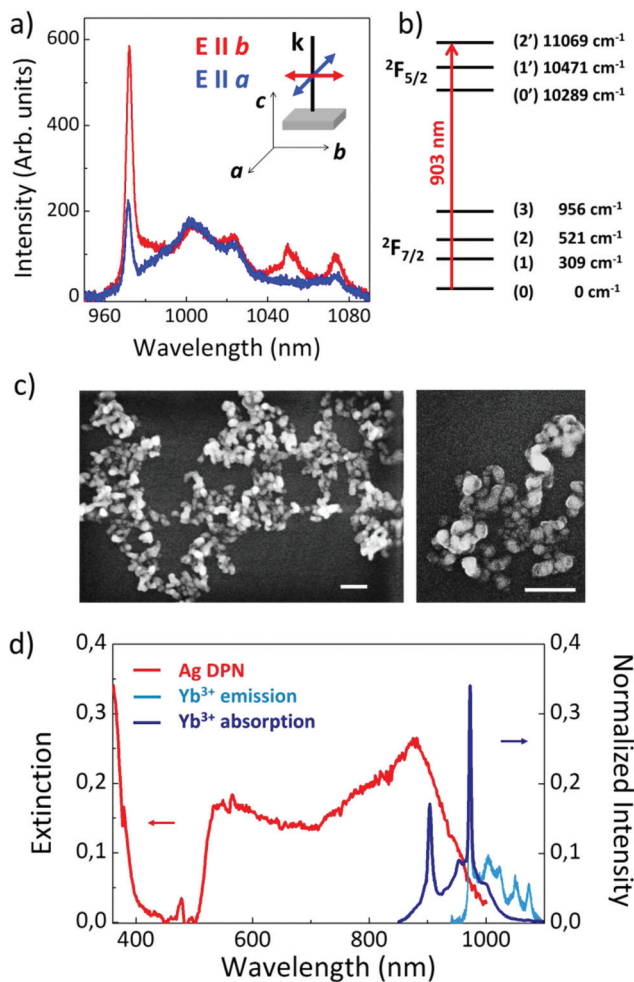 a)
E II b
E II a
k
c
a
b
600
400
200
0
960
1000
1040
1080
Intensity (Arb. units)
Wavelength (nm)
b)
²F₅/₂
(2') 11069 cm⁻¹
(1') 10471 cm⁻¹
(0') 10289 cm⁻¹
903 nm
²F₇/₂
(3) 956 cm⁻¹
(2) 521 cm⁻¹
(1) 309 cm⁻¹
(0) 0 cm⁻¹
c)
d)
Ag DPN
Yb³⁺ emission
Yb³⁺ absorption
0,4
0,3
0,2
0,1
0,0
Extinction
0,4
0,3
0,2
0,1
0,0
Normalized Intensity
400
600
800
1000
Wavelength (nm)